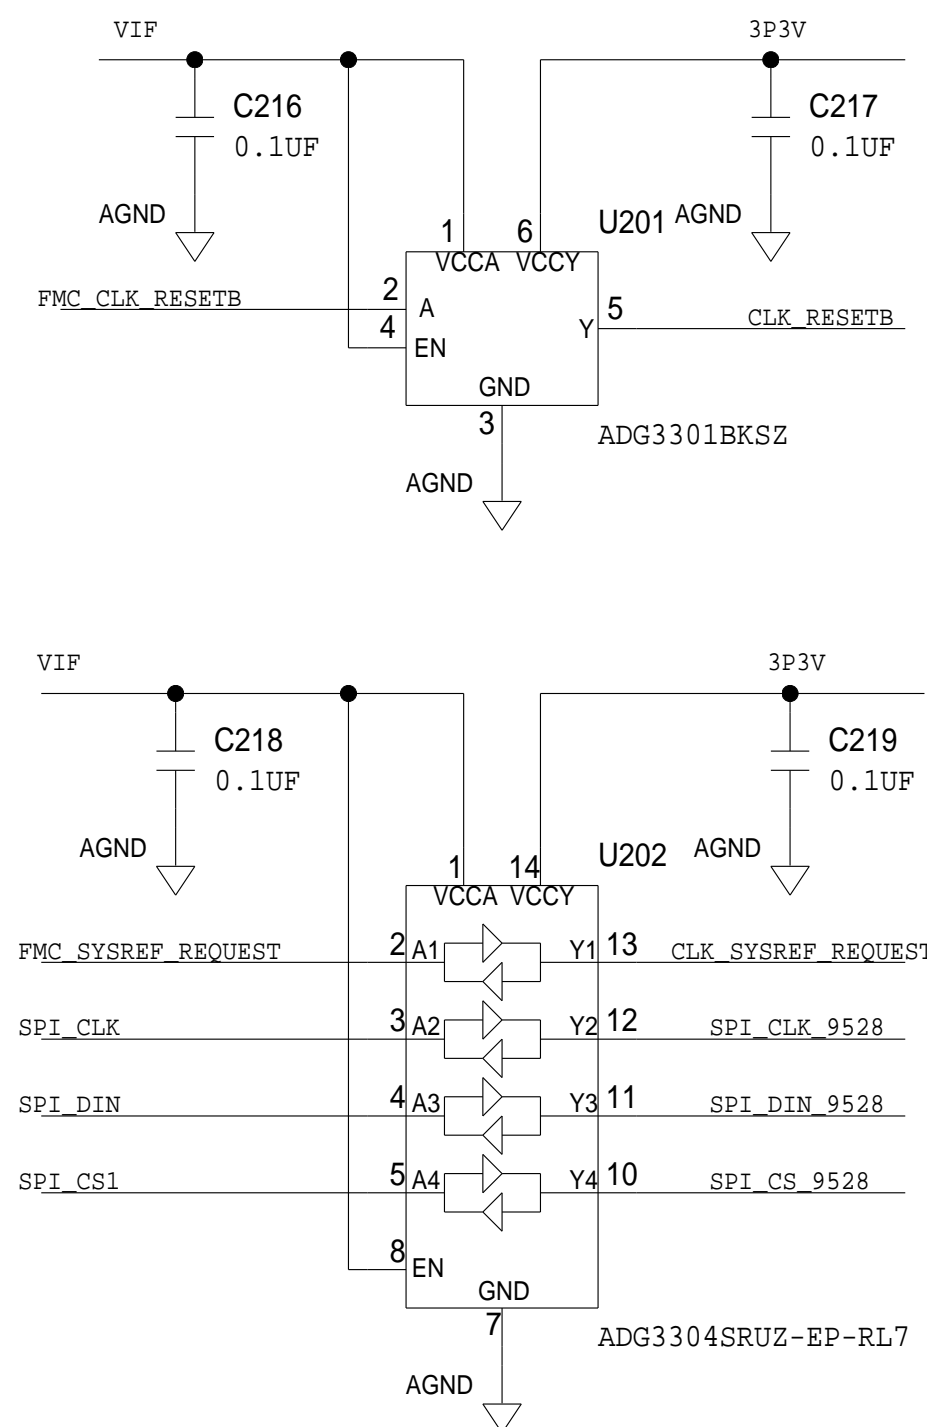 VIF 3P3V
C216 C217
0.1UF 0.1UF
AGND U201 AGND
1 6
VCCA VCCY
FMC_CLK_RESETB 2 A
5 CLK_RESETB
4 Y
EN
GND
3 ADG3301BKSZ
AGND
VIF 3P3V
C218 C219
0.1UF 0.1UF
AGND U202 AGND
1 14
VCCA VCCY
FMC_SYSREF_REQUEST 2 A1 Y1 13 CLK_SYSREF_REQUEST
SPI_CLK 3 A2 Y2 12 SPI_CLK_9528
SPI_DIN 4 A3 Y3 11 SPI_DIN_9528
SPI_CS1 5 A4 Y4 10 SPI_CS_9528
8 EN
GND
7 ADG3304SRUZ-EP-RL7
AGND